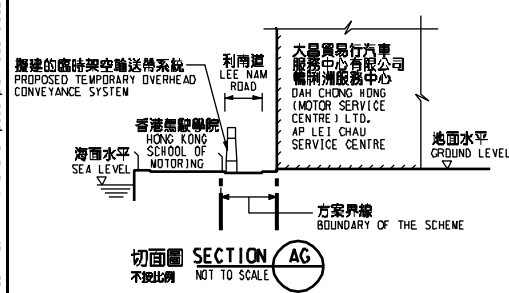 擬建的臨時架空輸送帶系統
PROPOSED TEMPORARY OVERHEAD
CONVEYANCE SYSTEM
利南道
LEE NAM
ROAD
大昌貿易行汽車
服務中心有限公司
鴨脷洲服務中心
DAH CHONG HONG
(MOTOR SERVICE
CENTRE) LTD.
AP LEI CHAU
SERVICE CENTRE
香港駕駛學院
HONG KONG
SCHOOL OF
MOTORING
海面水平
SEA LEVEL
地面水平
GROUND LEVEL
方案界線
BOUNDARY OF THE SCHEME
切面圖 SECTION AG
不按比例 NOT TO SCALE